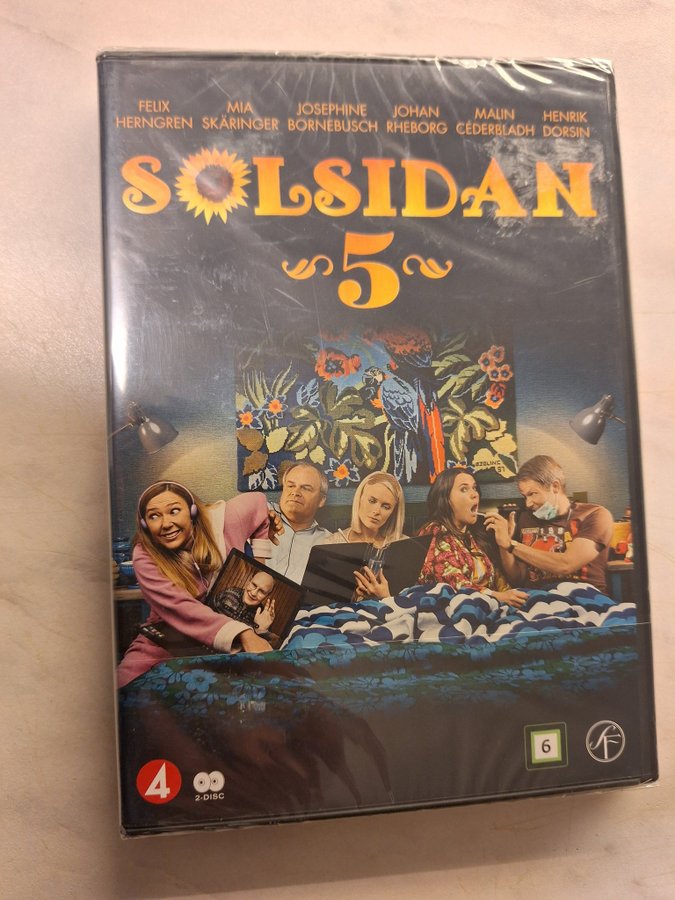 FELIX HERNGREN
MIA SKÄRINGER
JOSEPHINE BORNEBUSCH
JOHAN RHEBORG
MALIN CEDERBLADH
HENRIK DORSIN
SOLSIDAN
5
4
2-DISC
6
SF